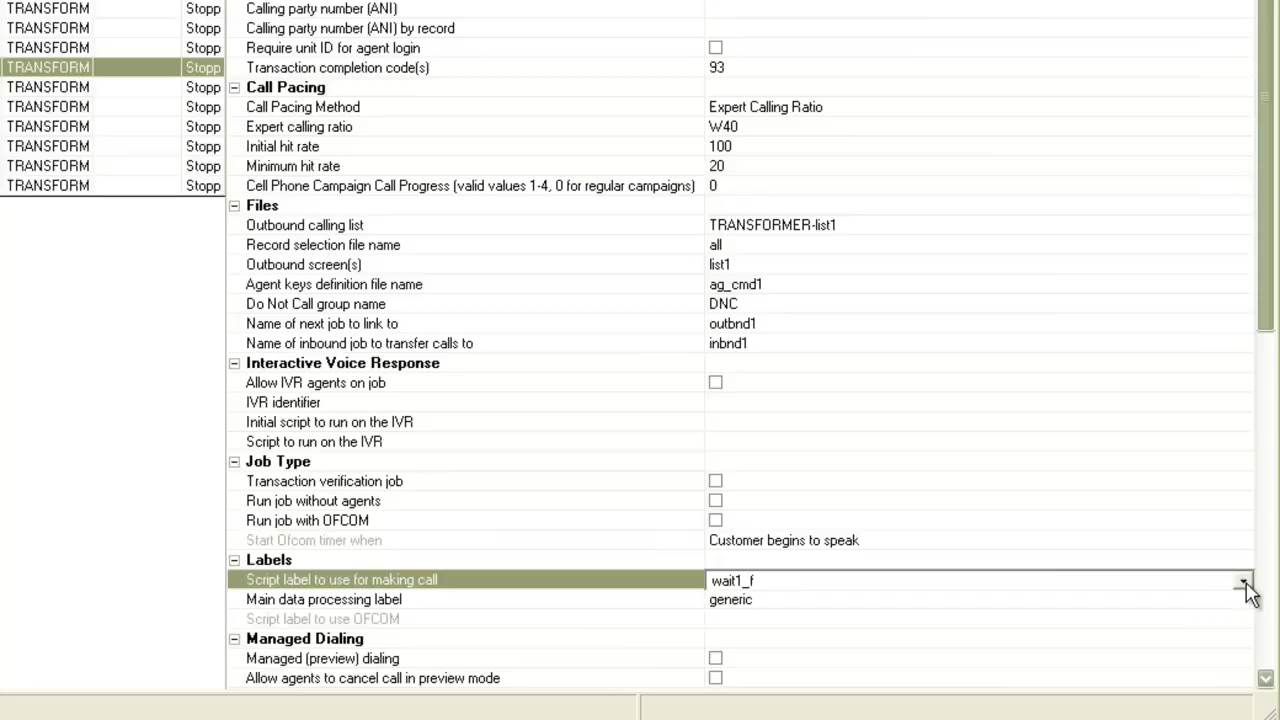 TRANSFORM Stopp Calling party number (ANI)
TRANSFORM Stopp Calling party number (ANI) by record
TRANSFORM Stopp Require unit ID for agent login
TRANSFORM Stopp Transaction completion code(s) 93
TRANSFORM Stopp Call Pacing
TRANSFORM Stopp Call Pacing Method Expert Calling Ratio
TRANSFORM Stopp Expert calling ratio W40
TRANSFORM Stopp Initial hit rate 100
TRANSFORM Stopp Minimum hit rate 20
TRANSFORM Stopp Cell Phone Campaign Call Progress (valid values 1-4, 0 for regular campaigns) 0
Files
Outbound calling list TRANSFORMER-list1
Record selection file name all
Outbound screen(s) list1
Agent keys definition file name ag_cmd1
Do Not Call group name DNC
Name of next job to link to outbnd1
Name of inbound job to transfer calls to inbnd1
Interactive Voice Response
Allow IVR agents on job
IVR identifier
Initial script to run on the IVR
Script to run on the IVR
Job Type
Transaction verification job
Run job without agents
Run job with OFCOM
Start Ofcom timer when Customer begins to speak
Labels
Script label to use for making call wait1_f
Main data processing label generic
Script label to use OFCOM
Managed Dialing
Managed (preview) dialing
Allow agents to cancel call in preview mode